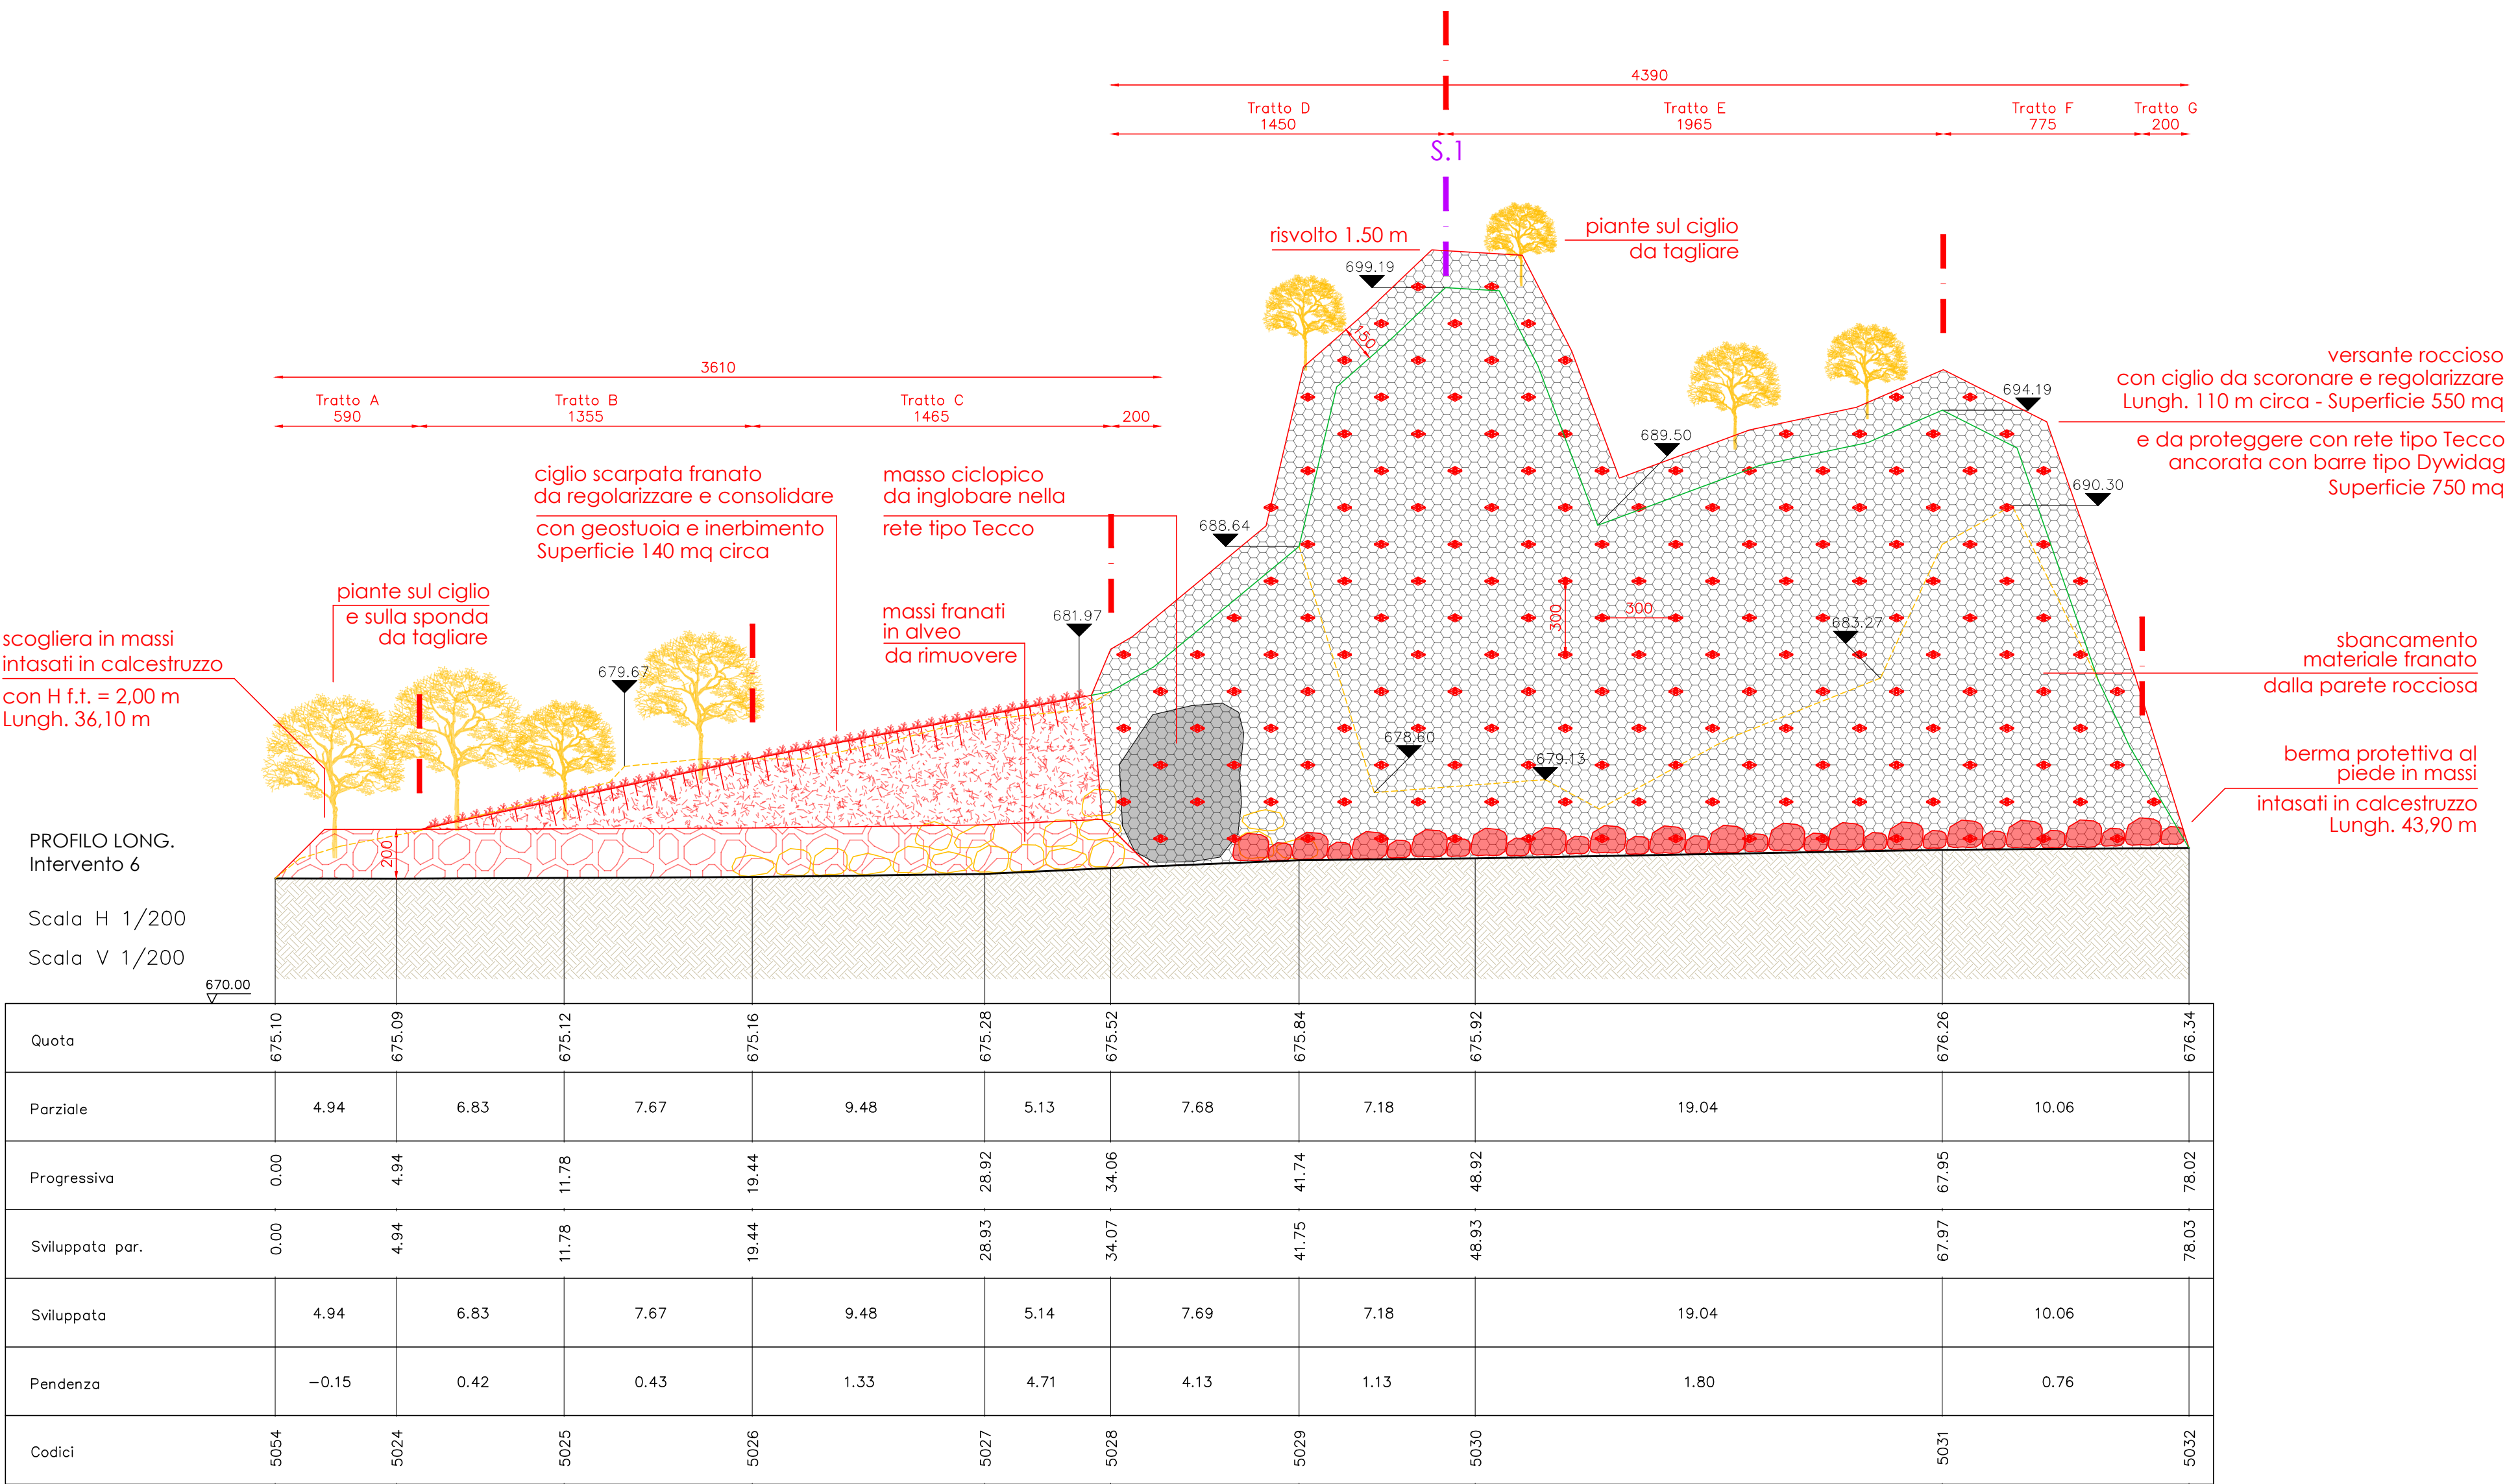 4390
Tratto D
1450
Tratto E
1965
Tratto F
775
Tratto G
200
S.1
risvolto 1.50 m
piante sul ciglio
da tagliare
699.19
150
3610
Tratto A
590
Tratto B
1355
Tratto C
1465
200
689.50
694.19
690.30
versante roccioso
con ciglio da scoronare e regolarizzare
Lungh. 110 m circa - Superficie 550 mq
e da proteggere con rete tipo Tecco
ancorata con barre tipo Dywidag
Superficie 750 mq
ciglio scarpata franato
da regolarizzare e consolidare
con geostuoia e inerbimento
Superficie 140 mq circa
masso ciclopico
da inglobare nella
rete tipo Tecco
688.64
piante sul ciglio
e sulla sponda
da tagliare
massi franati
in alveo
da rimuovere
681.97
300
300
683.27
scogliera in massi
intasati in calcestruzzo
con H f.t. = 2,00 m
Lungh. 36,10 m
679.67
sbancamento
materiale franato
dalla parete rocciosa
678.60
679.13
berma protettiva al
piede in massi
intasati in calcestruzzo
Lungh. 43,90 m
200
PROFILO LONG.
Intervento 6
Scala H 1/200
Scala V 1/200
670.00
Quota 675.10 675.09 675.12 675.16 675.28 675.52 675.84 675.92 676.26 676.34
Parziale 4.94 6.83 7.67 9.48 5.13 7.68 7.18 19.04 10.06
Progressiva 0.00 4.94 11.78 19.44 28.92 34.06 41.74 48.92 67.95 78.02
Sviluppata par. 0.00 4.94 11.78 19.44 28.93 34.07 41.75 48.93 67.97 78.03
Sviluppata 4.94 6.83 7.67 9.48 5.14 7.69 7.18 19.04 10.06
Pendenza −0.15 0.42 0.43 1.33 4.71 4.13 1.13 1.80 0.76
Codici 5054 5024 5025 5026 5027 5028 5029 5030 5031 5032